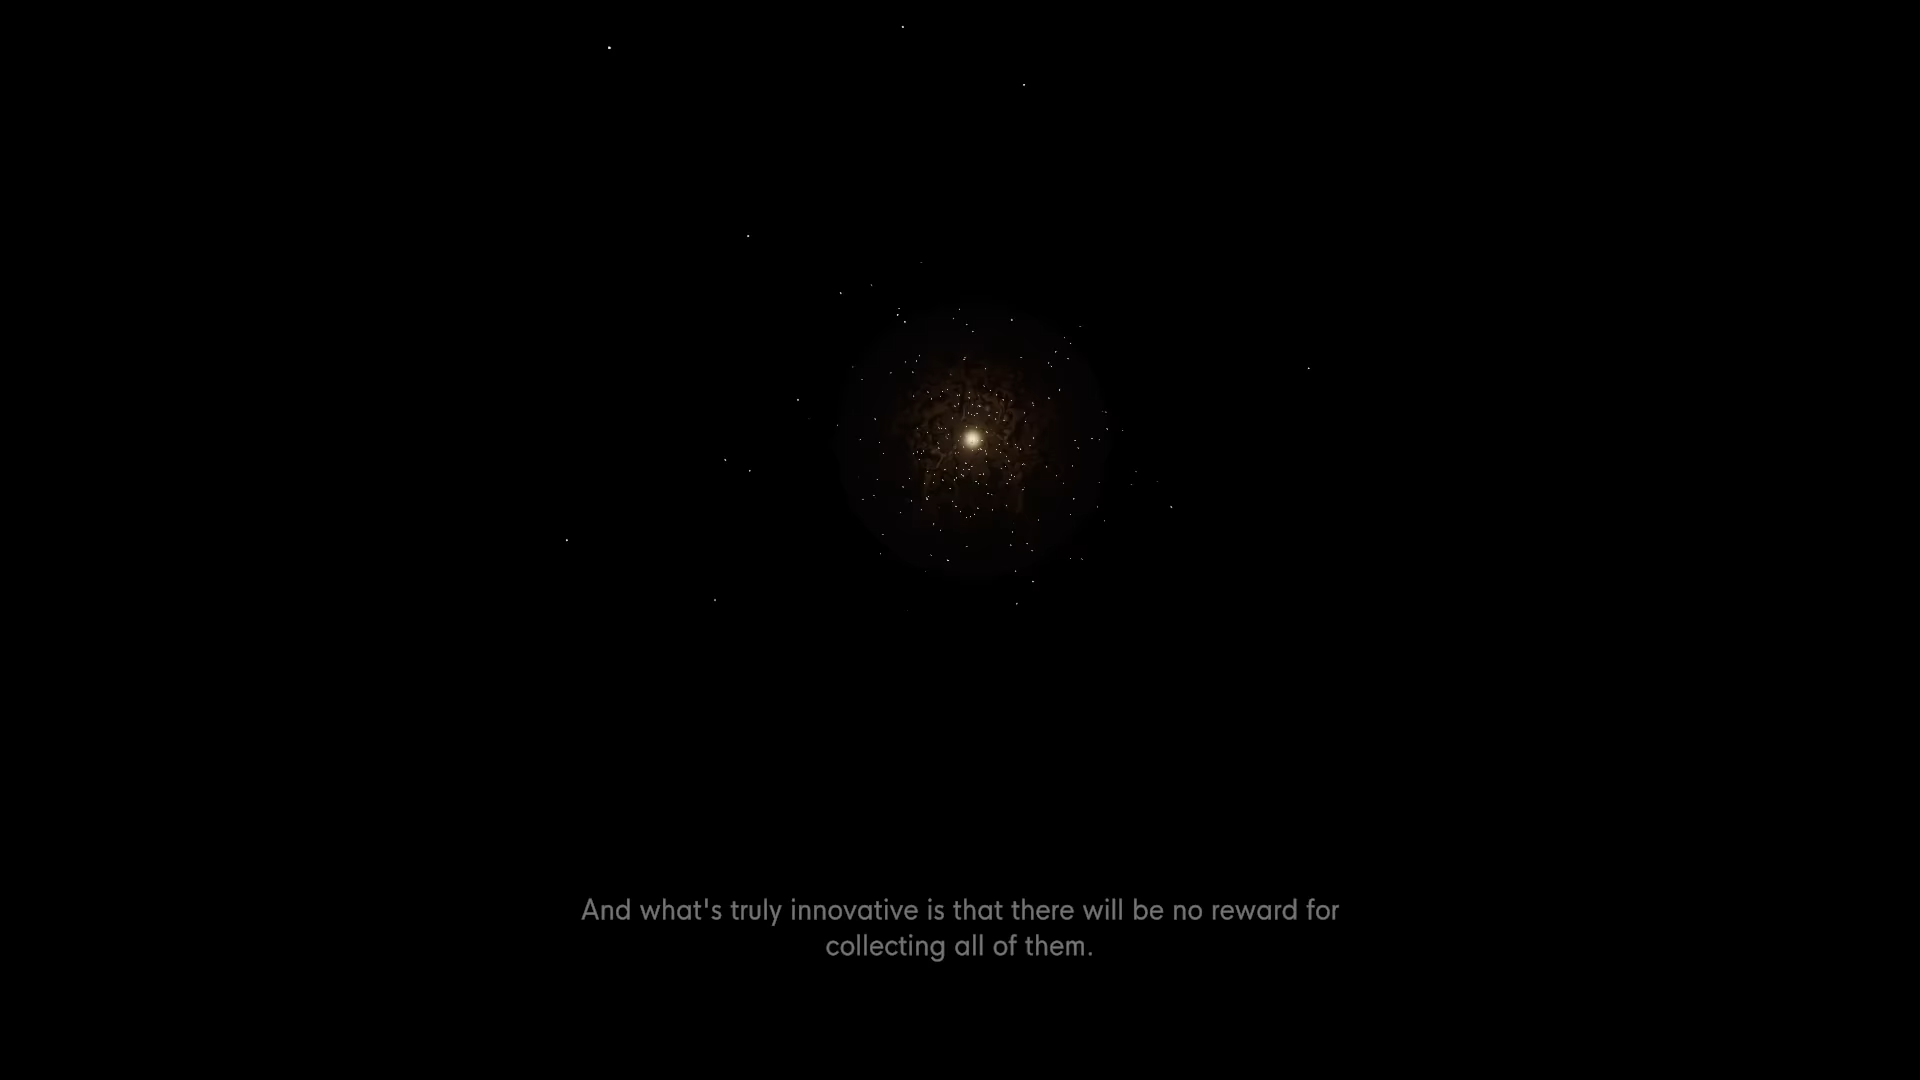 And what's truly innovative is that there will be no reward for
collecting all of them.